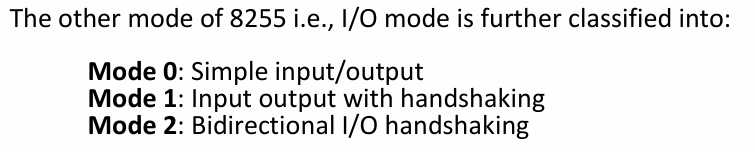 The other mode of 8255 i.e., I/O mode is further classified into:
Mode 0: Simple input/output
Mode 1: Input output with handshaking
Mode 2: Bidirectional I/O handshaking